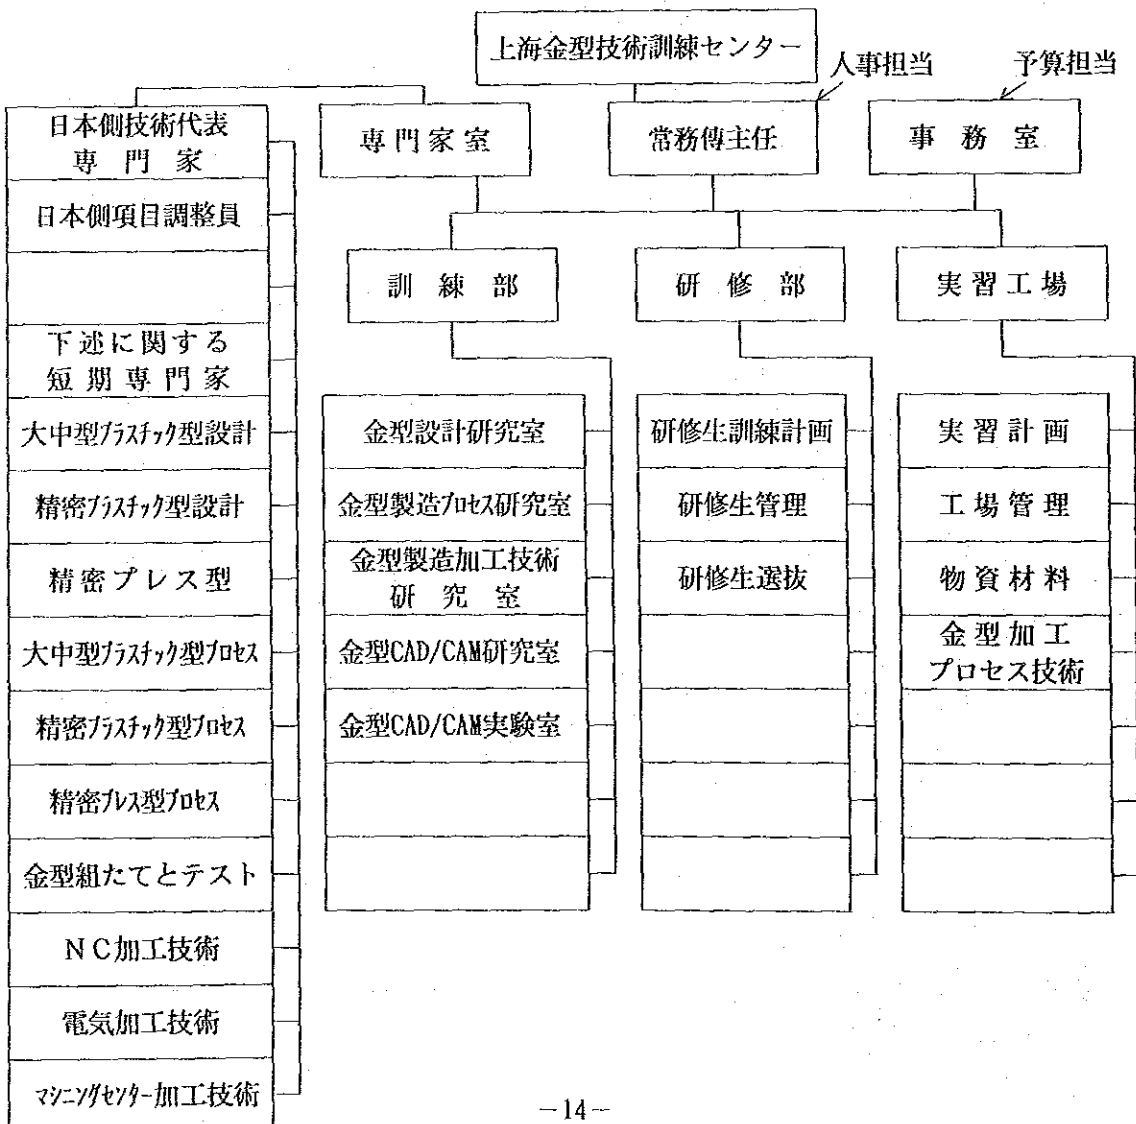 上海金型技術訓練センター
人事担当
予算担当
日本側技術代表
専門家
専門家室
常務傅主任
事務室
日本側項目調整員
訓練部
研修部
実習工場
下述に関する
短期専門家
大中型プラスチック型設計
精密プラスチック型設計
精密プレス型
大中型プラスチック型プロセス
精密プラスチック型プロセス
精密プレス型プロセス
金型組たてとテスト
NC加工技術
電気加工技術
マシニングセンター加工技術
金型設計研究室
金型製造プロセス研究室
金型製造加工技術
研究室
金型CAD/CAM研究室
金型CAD/CAM実験室
研修生訓練計画
研修生管理
研修生選抜
実習計画
工場管理
物資材料
金型加工
プロセス技術
-14-